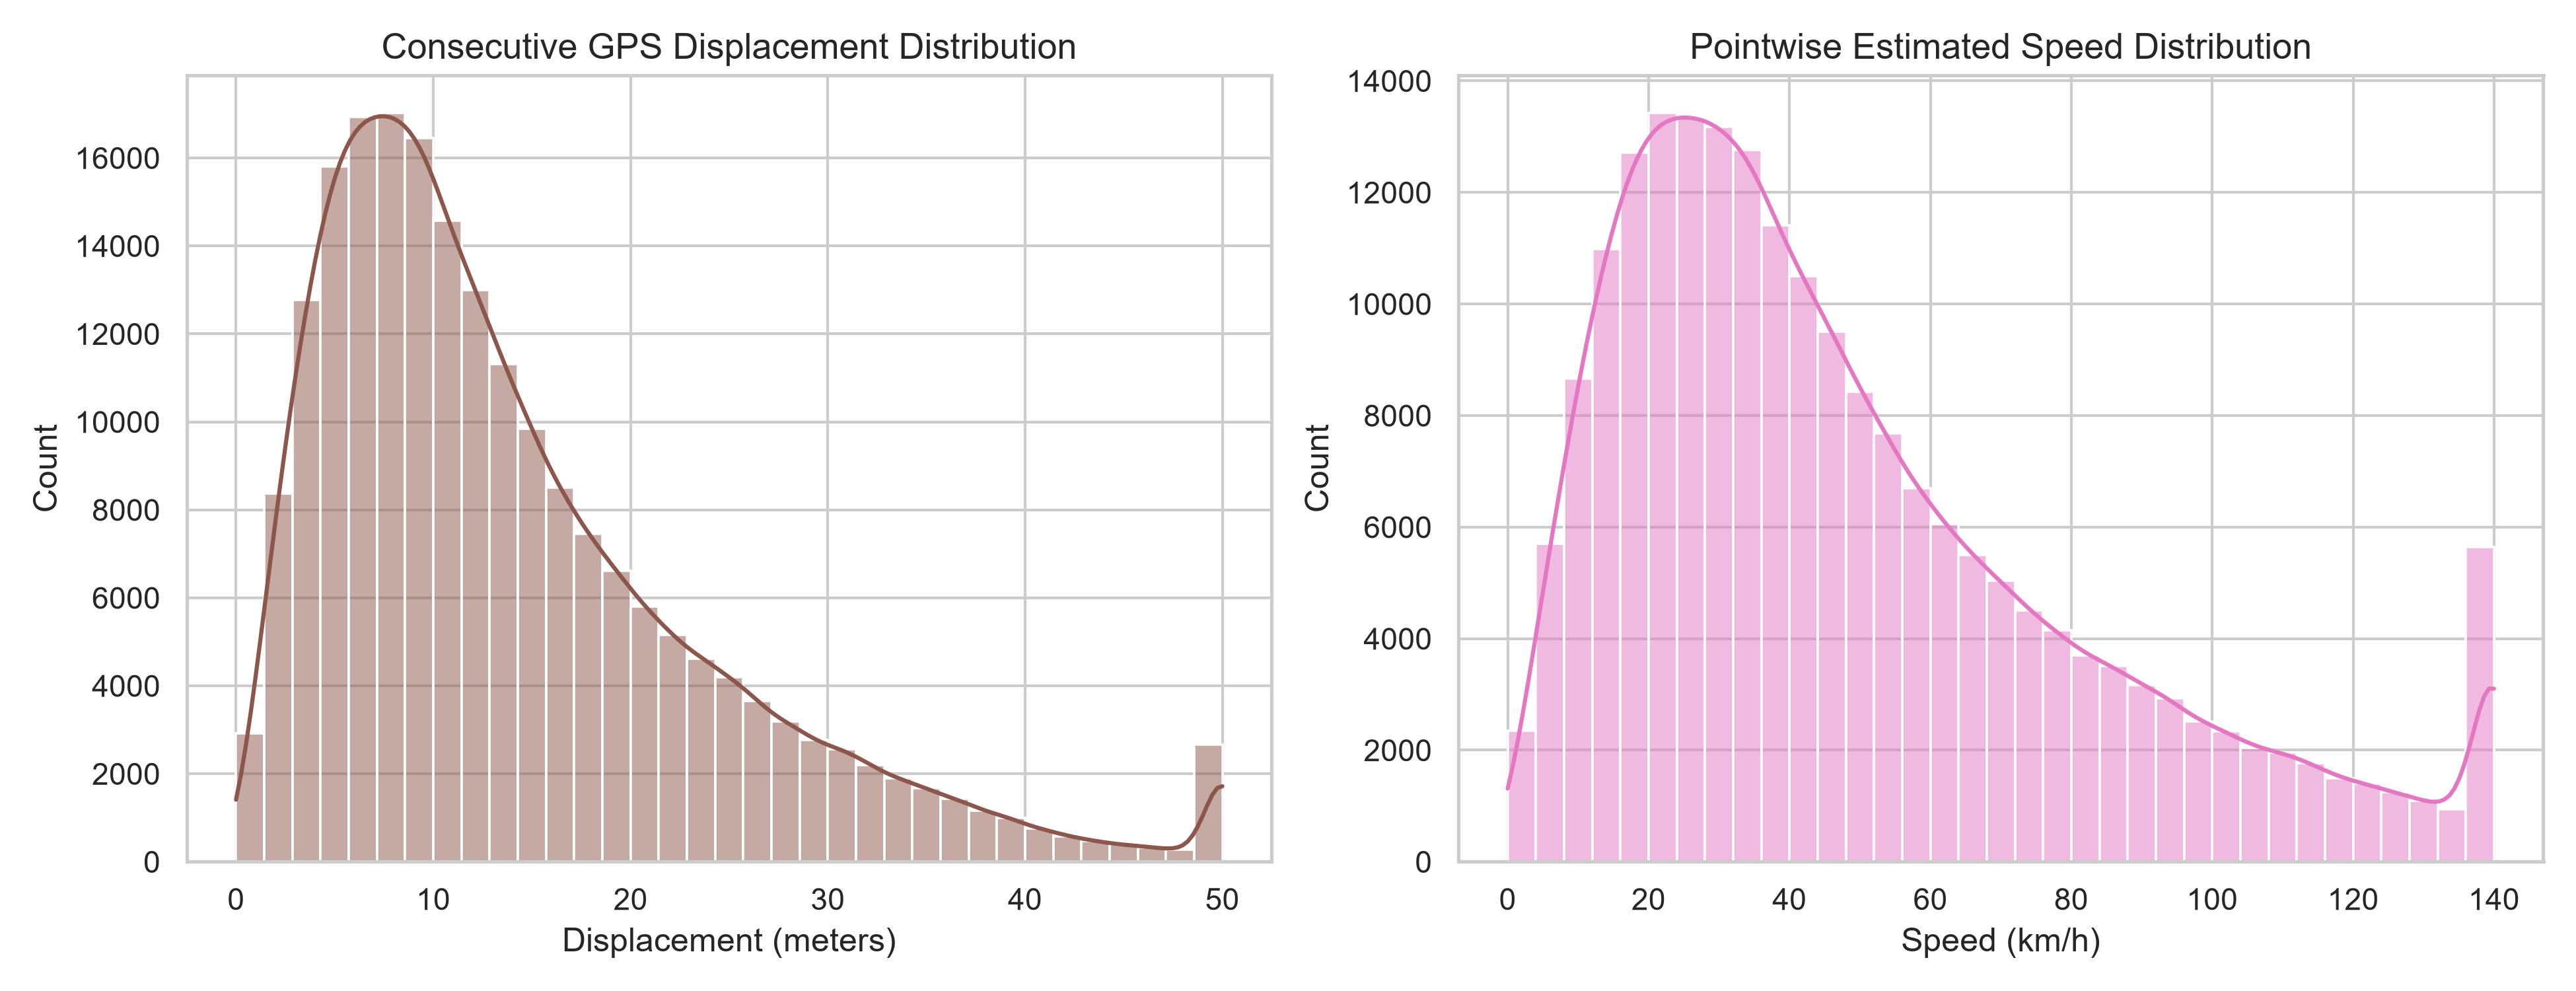 Consecutive GPS Displacement Distribution
16000
14000
12000
10000
8000
6000
4000
2000
0
Count
0 10 20 30 40 50
Displacement (meters)
Pointwise Estimated Speed Distribution
14000
12000
10000
8000
6000
4000
2000
0
Count
0 20 40 60 80 100 120 140
Speed (km/h)